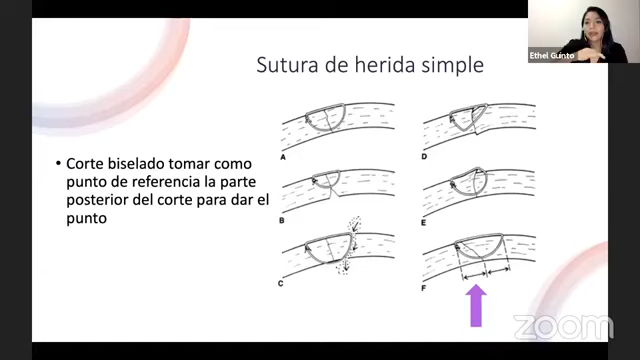 Ethel Guinto
Sutura de herida simple
• Corte biselado tomar como
punto de referencia la parte
posterior del corte para dar el
punto
A
B
C
D
E
F
zoom